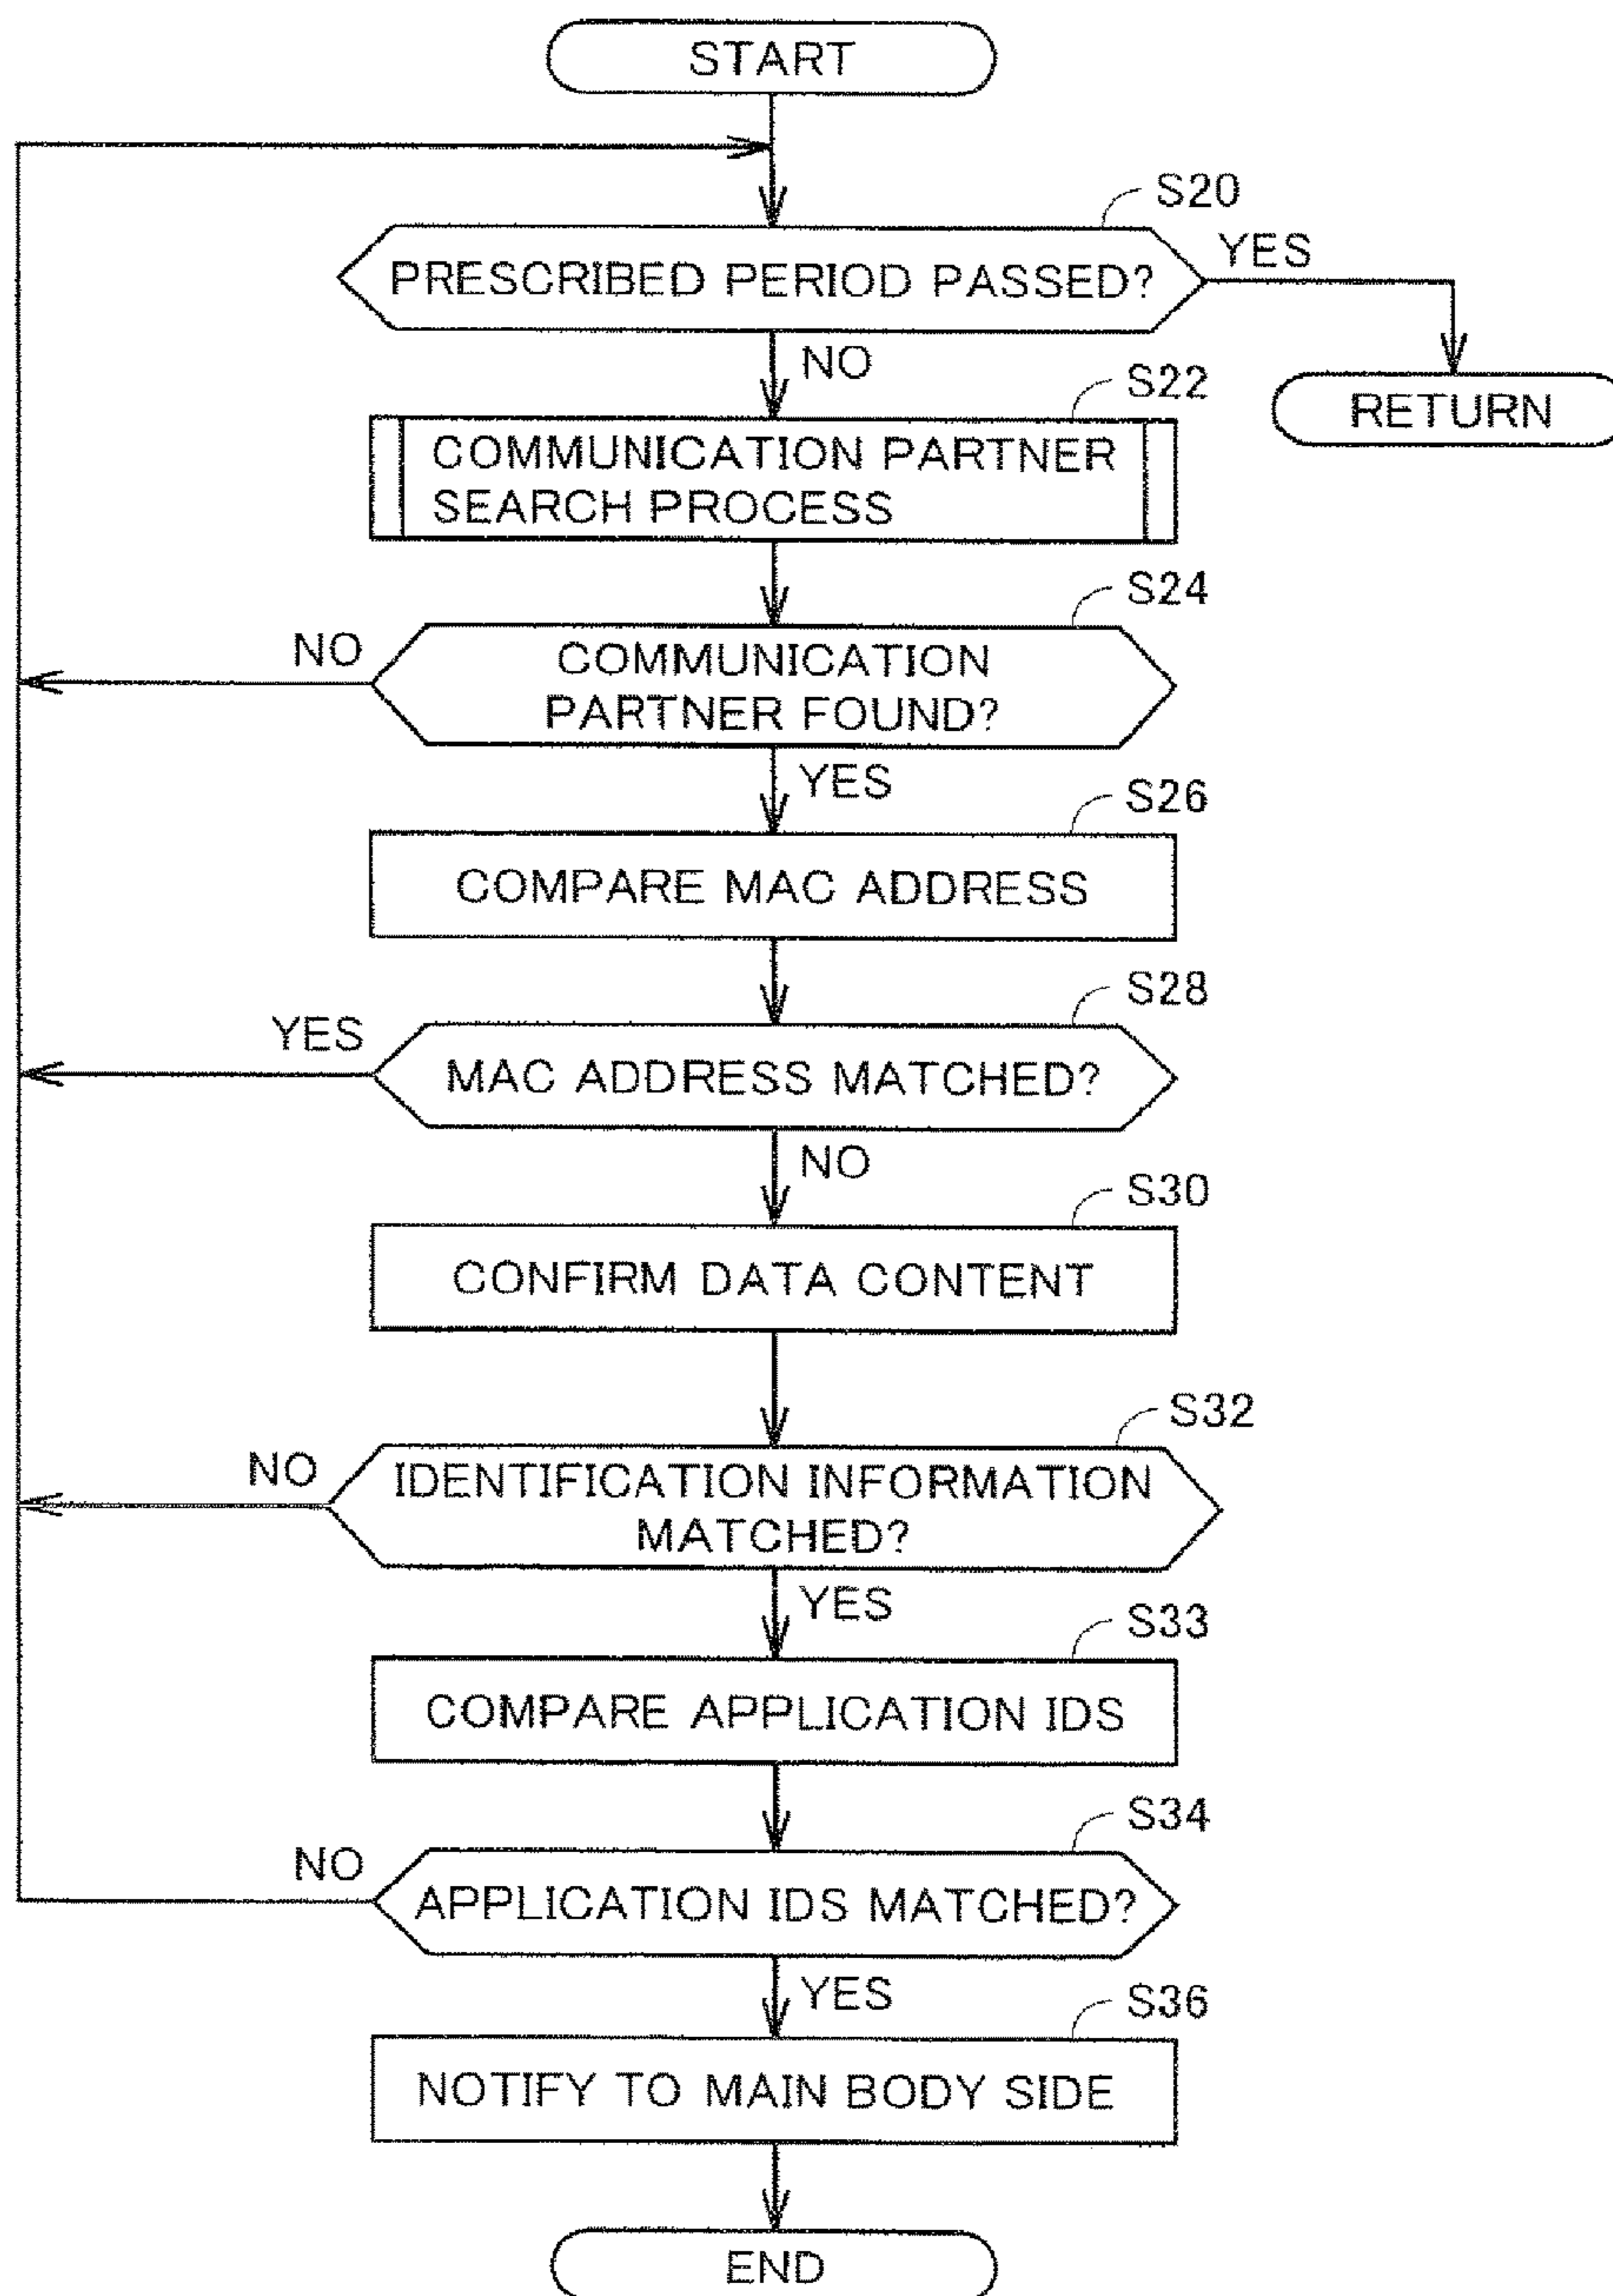 START
S20
PRESCRIBED PERIOD PASSED?
YES
NO
RETURN
S22
COMMUNICATION PARTNER
SEARCH PROCESS
S24
NO
COMMUNICATION
PARTNER FOUND?
YES
S26
COMPARE MAC ADDRESS
S28
YES
MAC ADDRESS MATCHED?
NO
S30
CONFIRM DATA CONTENT
S32
NO
IDENTIFICATION INFORMATION
MATCHED?
YES
S33
COMPARE APPLICATION IDS
S34
NO
APPLICATION IDS MATCHED?
YES
S36
NOTIFY TO MAIN BODY SIDE
END